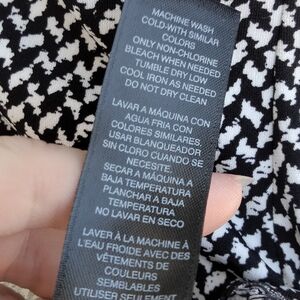 MACHINE WASH
COLD-WITH SIMILAR
COLORS
ONLY NON-CHLORINE
BLEACH WHEN NEEDED
TUMBLE DRY LOW
COOL IRON AS NEEDED
DO NOT DRY CLEAN
LAVAR A MÁQUINA CON
AGUA FRIA CON
COLORES SIMILARES
USAR BLANQUEADOR
SIN CLORO CUANDO SE
NECESITE.
SECAR A MÁQUINA A
BAJA TEMPERATURA
PLANCHAR A BAJA
TEMPERATURA
NO LAVAR EN SECO
LAVER À LA MACHINE À
L'EAU FROIDE AVEC DES
VÊTEMENTS DE
COULEURS
SEMBLABLES
UTILISER SEULEMENT